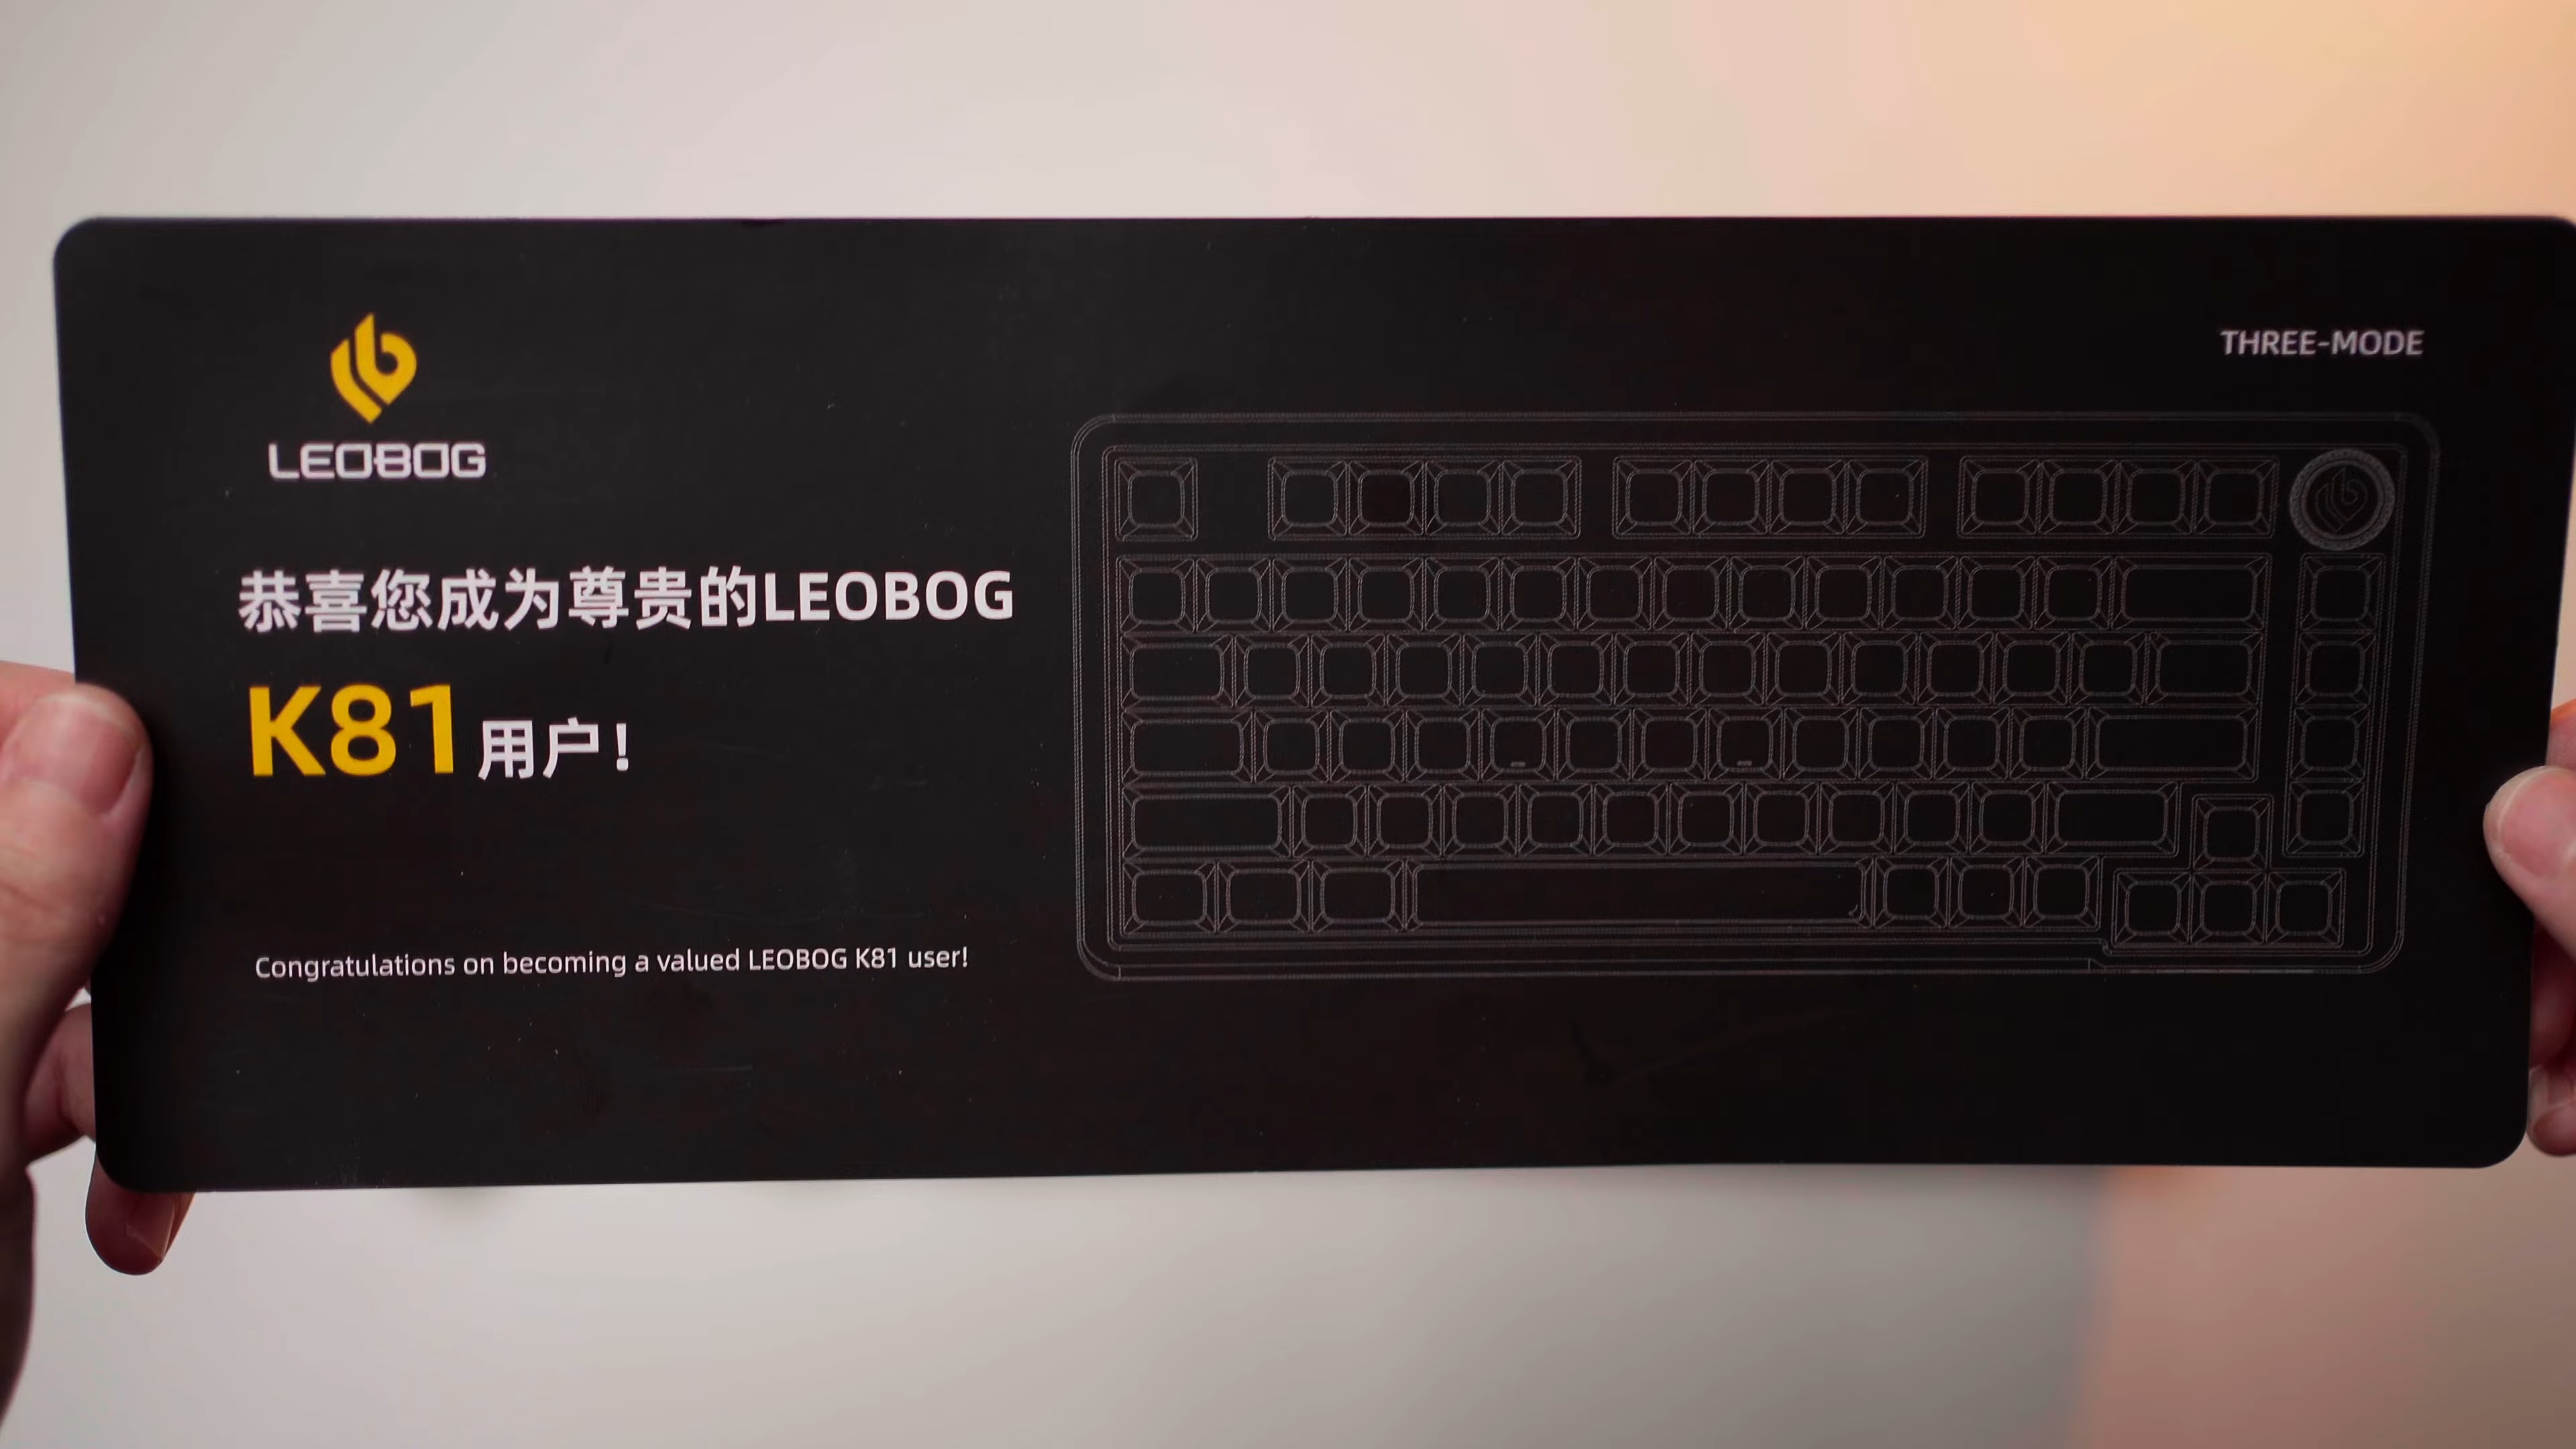 LEOBOG
THREE-MODE
恭喜您成为尊贵的LEOBOG
K81用户！
Congratulations on becoming a valued LEOBOG K81 user!